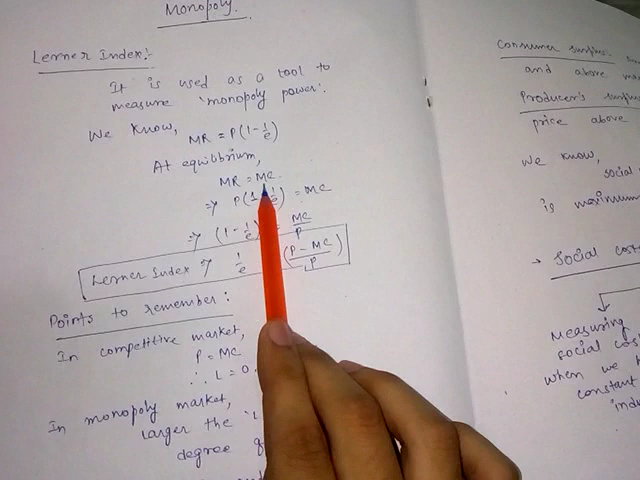 Monopoly.
Lerner Index:-
It is used as a tool to
measure 'monopoly power'.
We know, MR = P(1-1/e)
At equilibrium,
MR = MC.
=> P(1-1/e) = MC
=> (1-1/e) = MC/P
Lerner Index => 1/e (P-MC/P)
Points to remember:
In competitive market,
P = MC
∴ L = 0.
In monopoly market,
larger the 'L
degree
Consumer surplus:
and above
Producer's surplus
price above
We know,
social
is maximum
→ Social cost
Measuring
social cos
when we
constant
indu